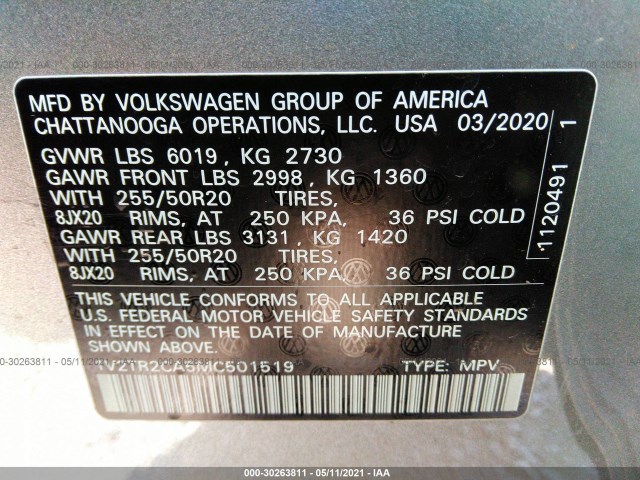 MFD BY VOLKSWAGEN GROUP OF AMERICA
CHATTANOOGA OPERATIONS, LLC. USA 03/2020
GVWR LBS 6019, KG 2730
GAWR FRONT LBS 2998, KG 1360
WITH 255/50R20 TIRES,
8JX20 RIMS, AT 250 KPA, 36 PSI COLD
GAWR REAR LBS 3131, KG 1420
WITH 255/50R20 TIRES,
8JX20 RIMS, AT 250 KPA, 36 PSI COLD
THIS VEHICLE CONFORMS TO ALL APPLICABLE
U.S. FEDERAL MOTOR VEHICLE SAFETY STANDARDS
IN EFFECT ON THE DATE OF MANUFACTURE
SHOWN ABOVE.
1V2TR2CA5MC501519 TYPE: MPV
1120491 1
000-30263811 - 05/11/2021 - IAA